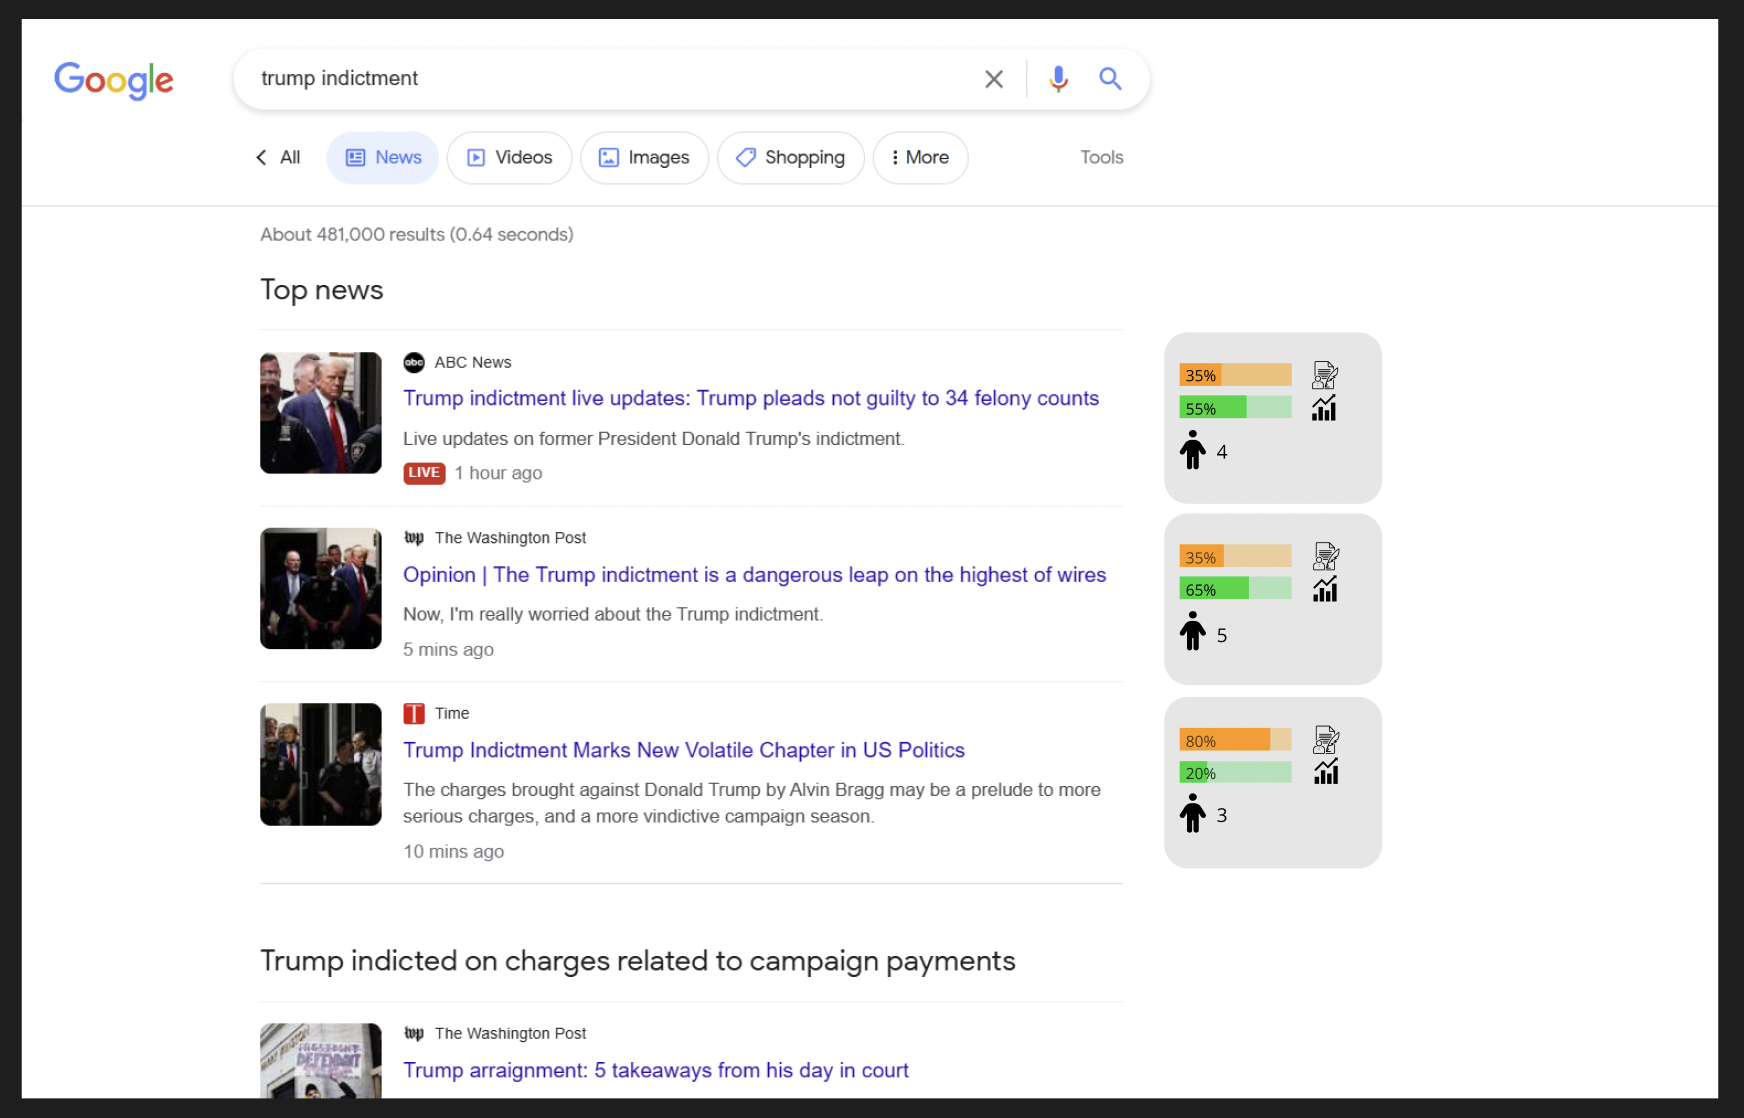 Google
trump indictment
All
News
Videos
Images
Shopping
More
Tools
About 481,000 results (0.64 seconds)
Top news
abc ABC News
Trump indictment live updates: Trump pleads not guilty to 34 felony counts
Live updates on former President Donald Trump's indictment.
LIVE 1 hour ago
35%
55%
4
wp The Washington Post
Opinion | The Trump indictment is a dangerous leap on the highest of wires
Now, I'm really worried about the Trump indictment.
5 mins ago
35%
65%
5
T Time
Trump Indictment Marks New Volatile Chapter in US Politics
The charges brought against Donald Trump by Alvin Bragg may be a prelude to more
serious charges, and a more vindictive campaign season.
10 mins ago
80%
20%
3
Trump indicted on charges related to campaign payments
wp The Washington Post
Trump arraignment: 5 takeaways from his day in court